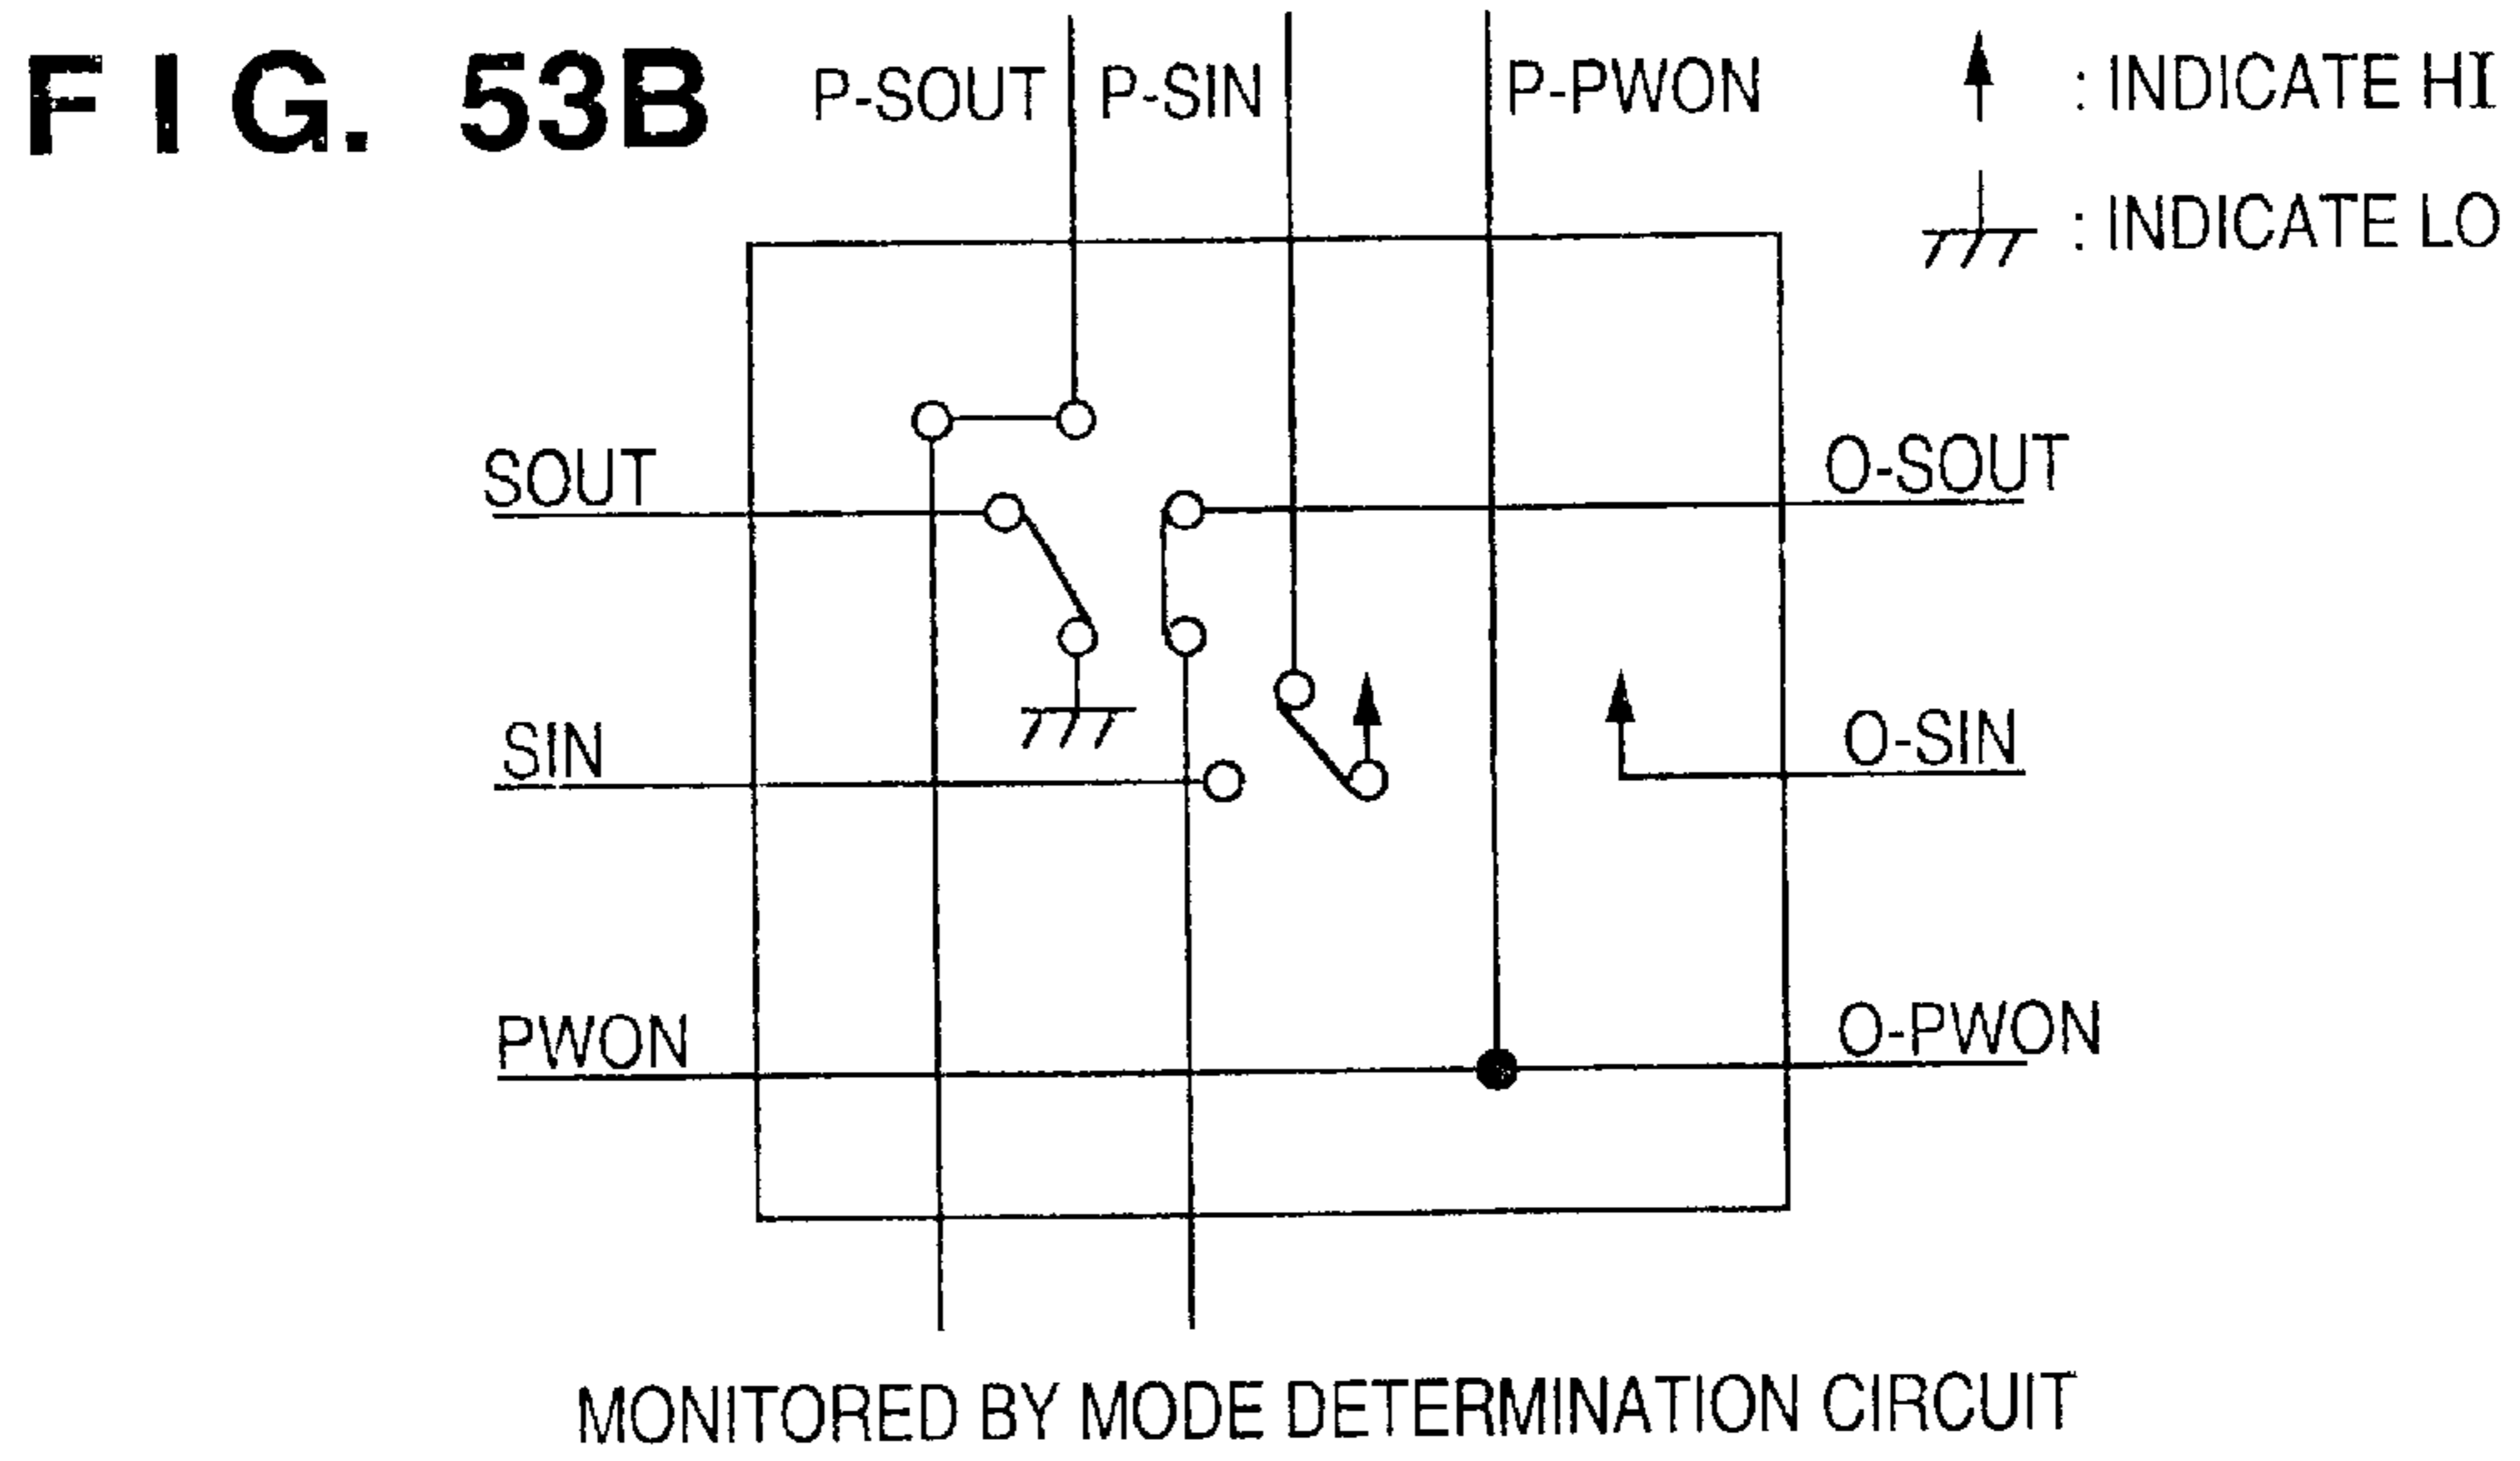 FIG. 53B
P-SOUT P-SIN P-PWON
: INDICATE HI
: INDICATE LO
SOUT
O-SOUT
SIN
O-SIN
PWON
O-PWON
MONITORED BY MODE DETERMINATION CIRCUIT